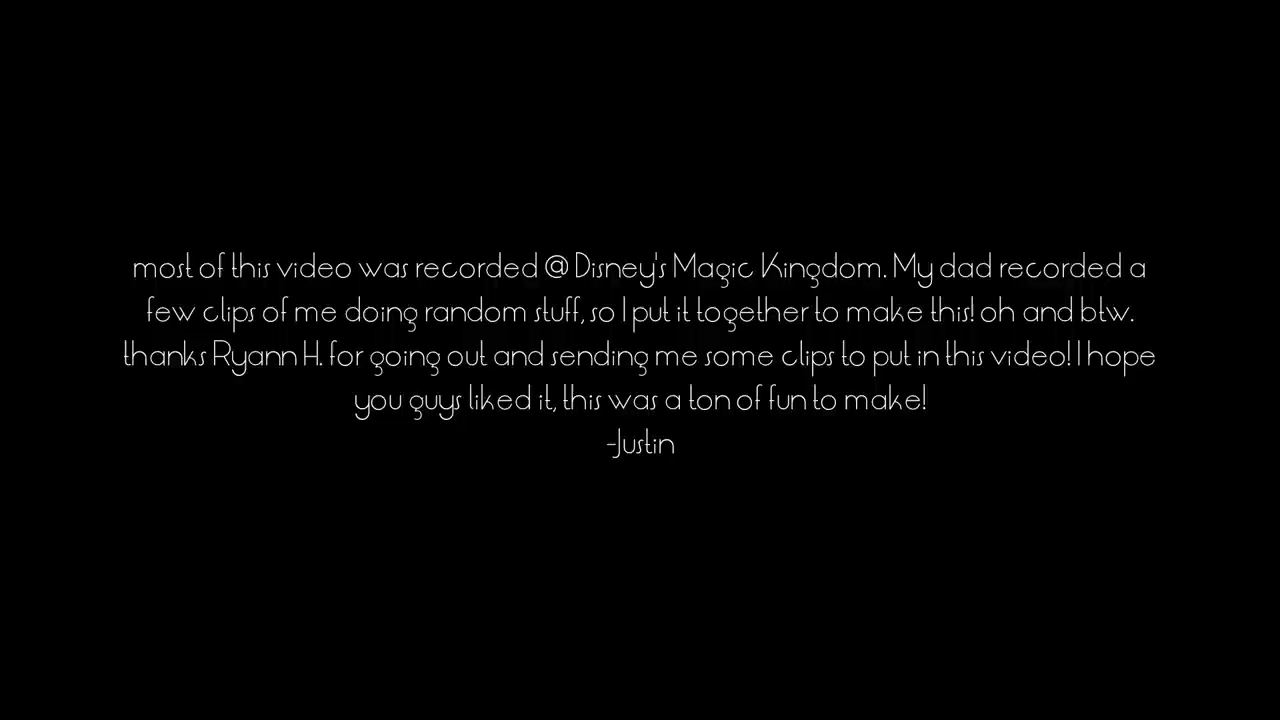 most of this video was recorded @ Disney's Magic Kingdom. My dad recorded a
few clips of me doing random stuff, so I put it together to make this! oh and btw.
thanks Ryann H. for going out and sending me some clips to put in this video! I hope
you guys liked it, this was a ton of fun to make!
-Justin